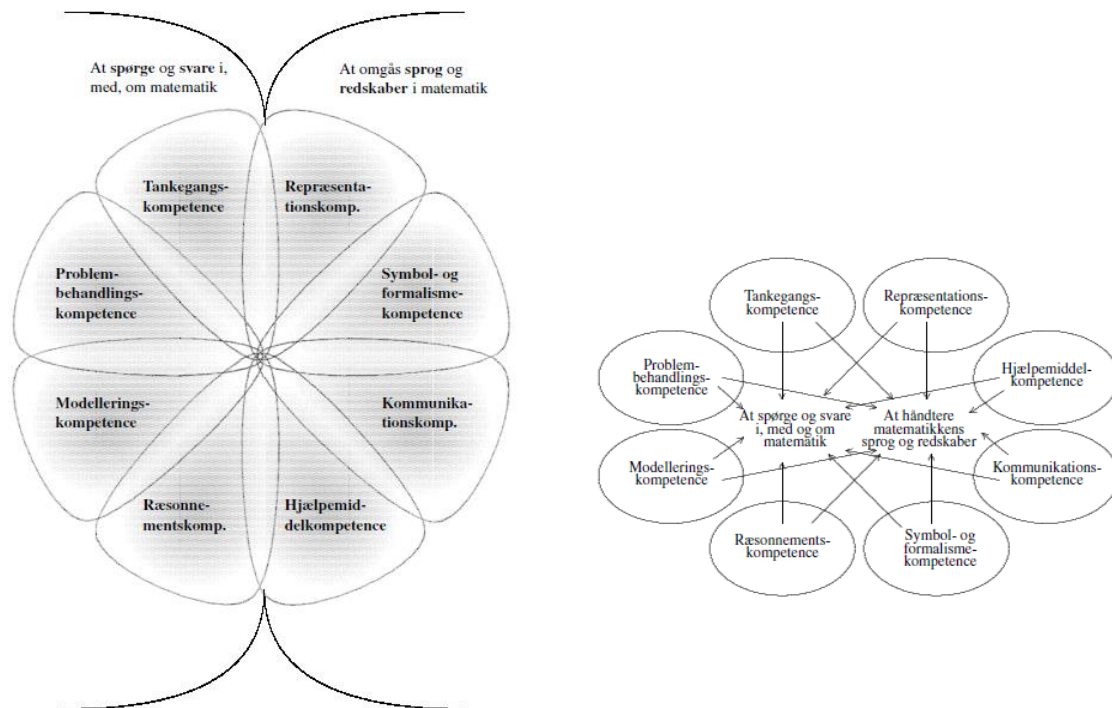 At spørge og svare i,
med, om matematik
At omgås sprog og
redskaber i matematik
Tankegangs-
kompetence
Repræsenta-
tionskomp.
Problem-
behandlings-
kompetence
Symbol- og
formalisme-
kompetence
Modellerings-
kompetence
Kommunika-
tionskomp.
Ræsonne-
mentskomp.
Hjælpemid-
delkompetence
Tankegangs-
kompetence
Repræsentations-
kompetence
Problem-
behandlings-
kompetence
Hjælpemiddel-
kompetence
At spørge og svare
i, med og om
matematik
At håndtere
matematikkens
sprog og redskaber
Modellerings-
kompetence
Kommunikations-
kompetence
Ræsonnements-
kompetence
Symbol- og
formalisme-
kompetence